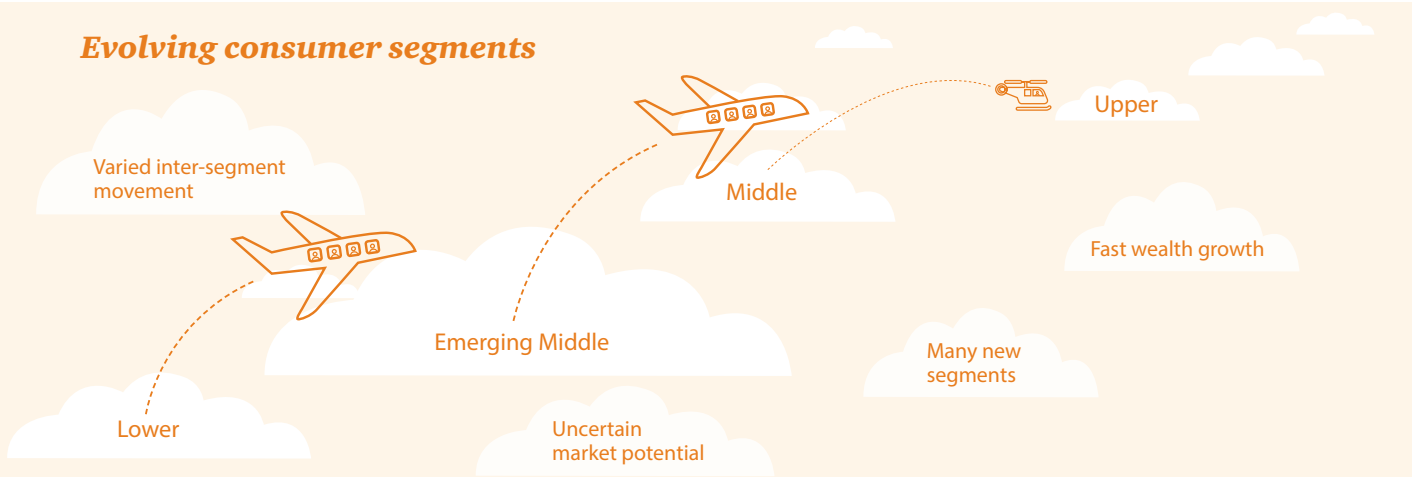 Evolving consumer segments
Upper
Varied inter-segment
movement
Middle
Fast wealth growth
Emerging Middle
Many new
segments
Lower
Uncertain
market potential